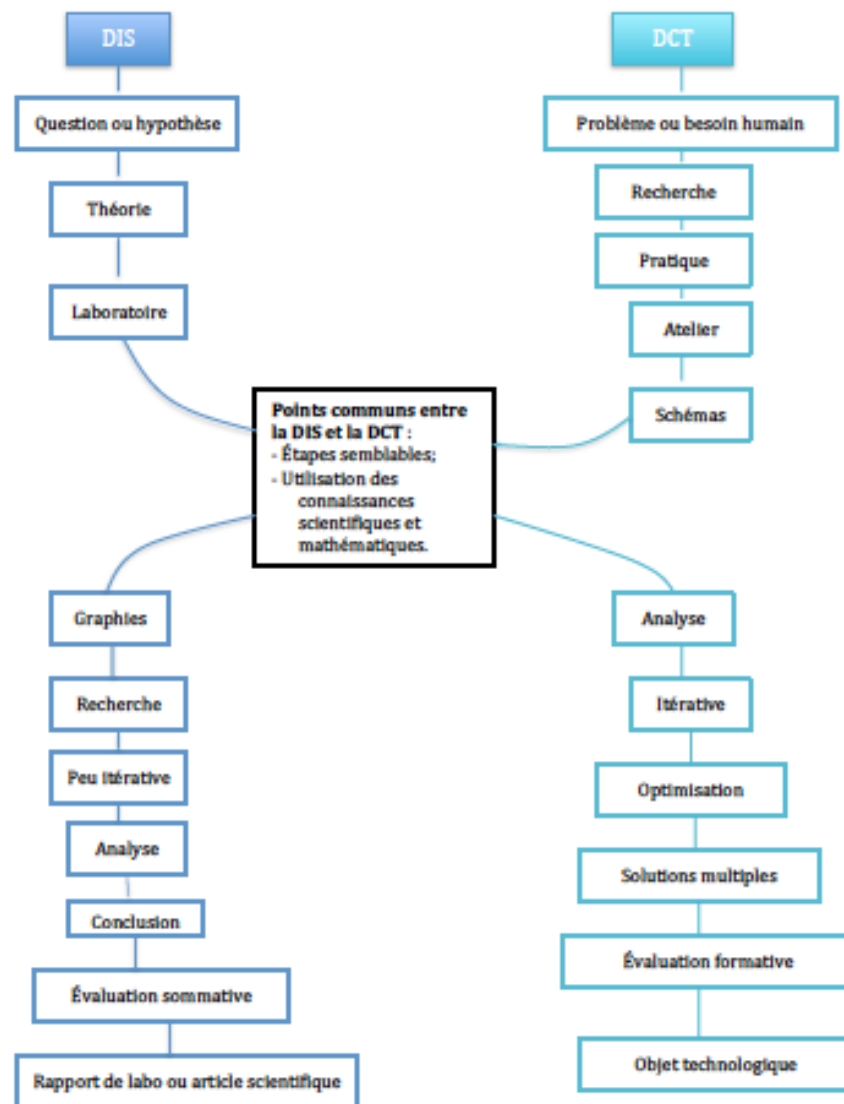 DIS
Question ou hypothèse
Théorie
Laboratoire
DCT
Problème ou besoin humain
Recherche
Pratique
Atelier
Schémas
Points communs entre
la DIS et la DCT :
- Étapes semblables;
- Utilisation des
connaissances
scientifiques et
mathématiques.
Graphies
Recherche
Peu itérative
Analyse
Conclusion
Évaluation sommative
Rapport de labo ou article scientifique
Analyse
Itérative
Optimisation
Solutions multiples
Évaluation formative
Objet technologique